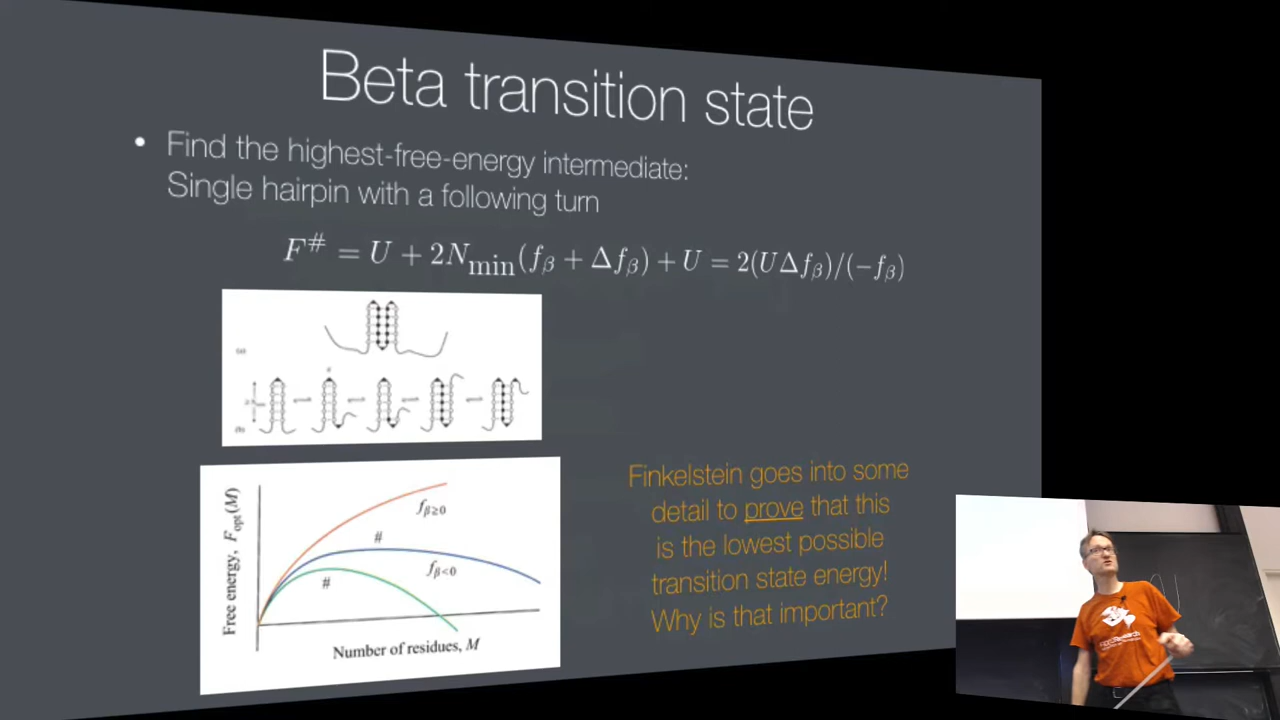 Beta transition state
• Find the highest-free-energy intermediate:
Single hairpin with a following turn
F^# = U + 2N_min(f_β + Δf_β) + U = 2(UΔf_β)/(−f_β)
#
f_β≥0
#
f_β<0
#
Free energy, F_opt(M)
Number of residues, M
Finkelstein goes into some
detail to prove that this
is the lowest possible
transition state energy!
Why is that important?